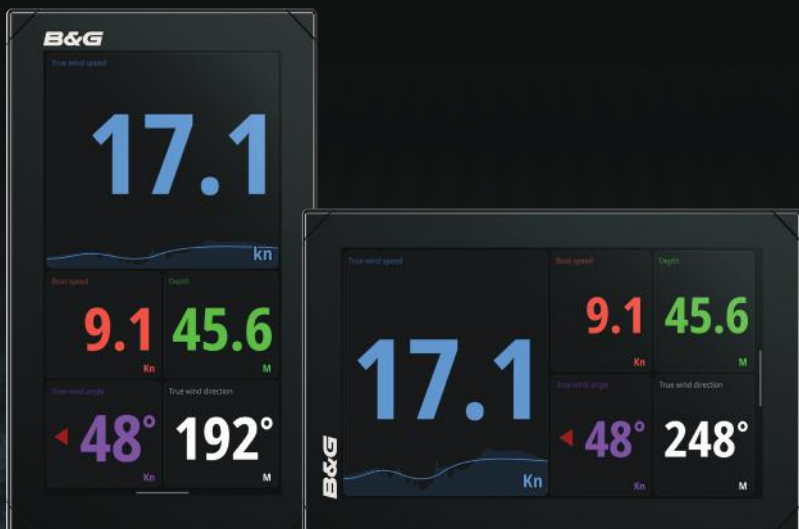 B&G
True wind speed
17.1
kn
Boat speed
Depth
9.1
45.6
Kn
M
True wind angle
True wind direction
48°
192°
Kn
M
B&G
True wind speed
17.1
Kn
Boat speed
Depth
9.1
45.6
Kn
M
True wind angle
True wind direction
48°
248°
Kn
M